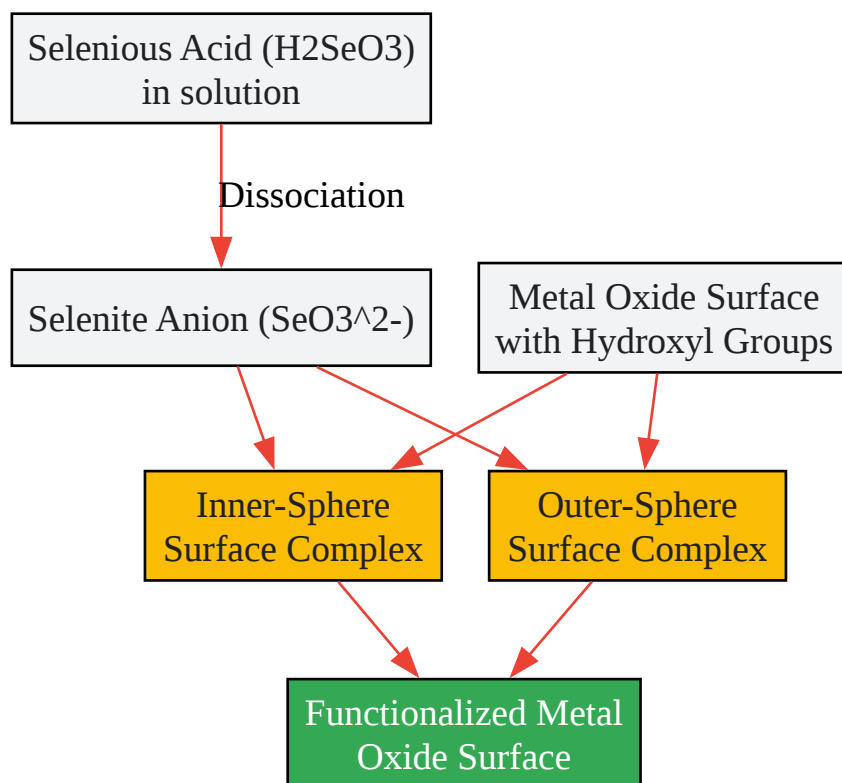 Selenious Acid (H2SeO3)
in solution
Dissociation
Selenite Anion (SeO3^2-)
Metal Oxide Surface
with Hydroxyl Groups
Inner-Sphere
Surface Complex
Outer-Sphere
Surface Complex
Functionalized Metal
Oxide Surface